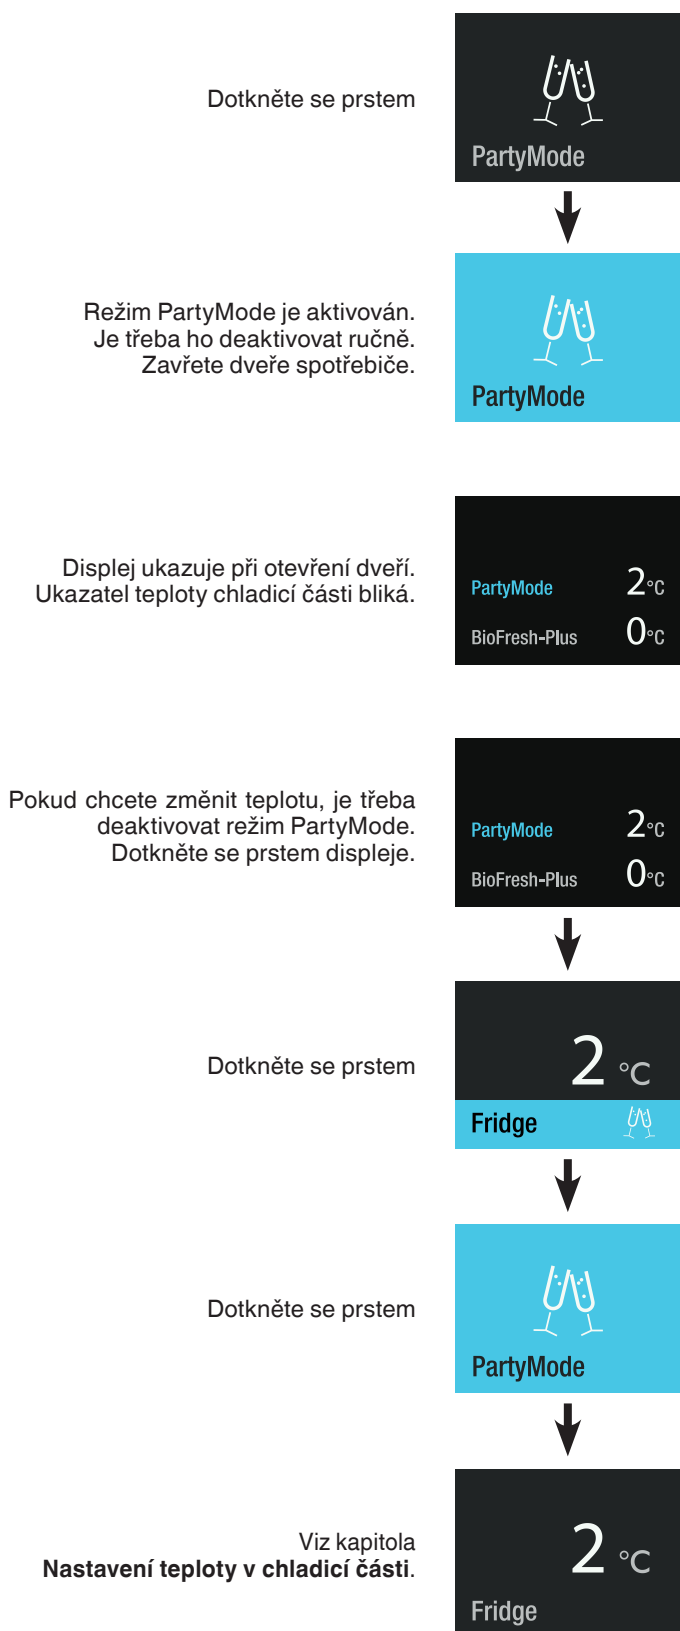 Dotkněte se prstem
PartyMode
Režim PartyMode je aktivován.
Je třeba ho deaktivovat ručně.
Zavřete dveře spotřebiče.
PartyMode
Displej ukazuje při otevření dveří.
Ukazatel teploty chladicí části bliká.
PartyMode 2°C
BioFresh-Plus 0°C
Pokud chcete změnit teplotu, je třeba
deaktivovat režim PartyMode.
Dotkněte se prstem displeje.
PartyMode 2°C
BioFresh-Plus 0°C
Dotkněte se prstem
2 °C
Fridge
Dotkněte se prstem
PartyMode
Viz kapitola
Nastavení teploty v chladicí části.
2 °C
Fridge